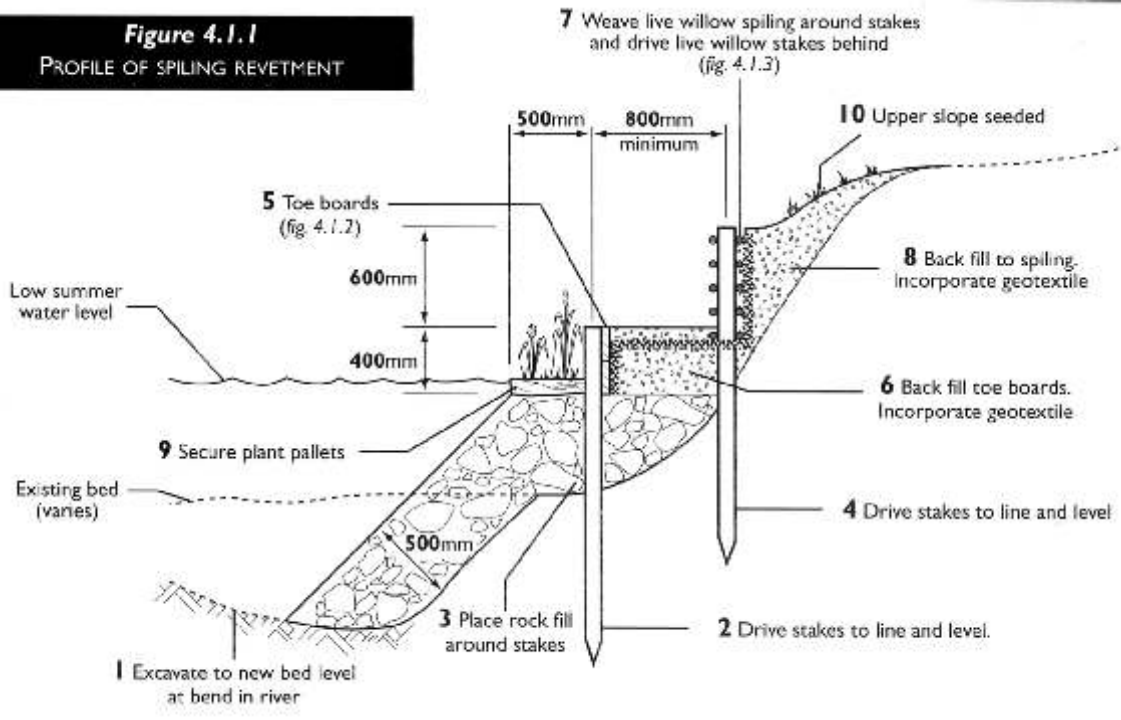 Figure 4.1.1
PROFILE OF SPILING REVETMENT
7 Weave live willow spiling around stakes
and drive live willow stakes behind
(fig. 4.1.3)
500mm
800mm
minimum
10 Upper slope seeded
5 Toe boards
(fig. 4.1.2)
600mm
8 Back fill to spiling.
Incorporate geotextile
Low summer
water level
400mm
6 Back fill toe boards.
Incorporate geotextile
9 Secure plant pallets
Existing bed
(varies)
4 Drive stakes to line and level
500mm
3 Place rock fill
around stakes
2 Drive stakes to line and level.
1 Excavate to new bed level
at bend in river